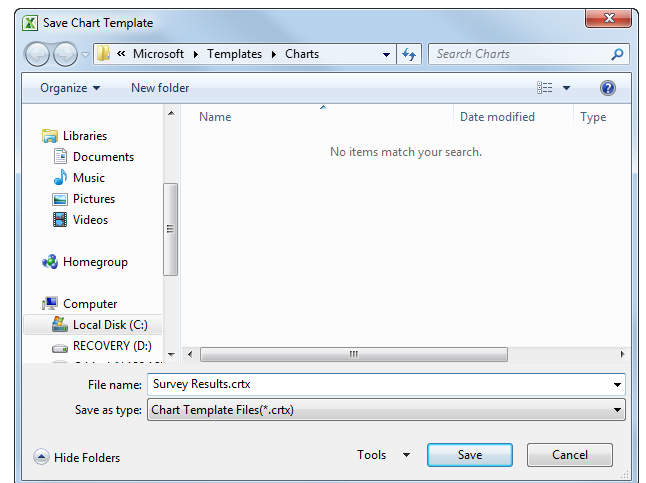 Save Chart Template
« Microsoft Templates Charts Search Charts
Organize New folder
Name Date modified Type
No items match your search.
Libraries
Documents
Music
Pictures
Videos
Homegroup
Computer
Local Disk (C:)
RECOVERY (D:)
File name: Survey Results.crtx
Save as type: Chart Template Files(*.crtx)
Hide Folders Tools Save Cancel